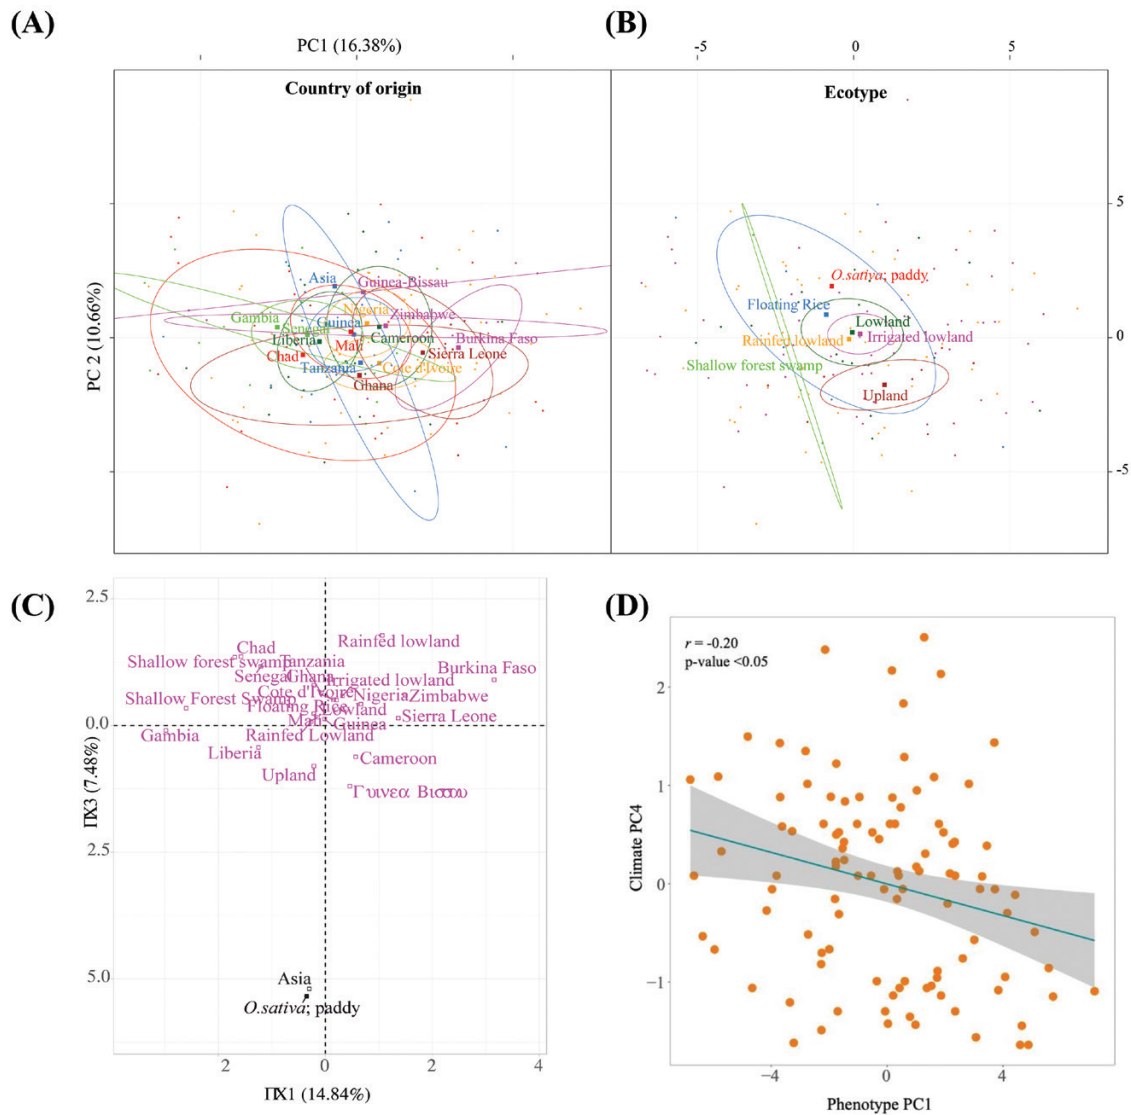 (A)
PC1 (16.38%)
Country of origin
PC 2 (10.66%)
Asia
Guinea-Bissau
Nigeria
Zimbabwe
Gambia
Guinea
Senegal
Cameroon
Burkina Faso
Liberia
Mali
Sierra Leone
Chad
Tanzania
Cote d'Ivoire
Ghana
(B)
-5 0 5
Ecotype
5
0
-5
O.sativa; paddy
Floating Rice
Lowland
Rainfed lowland
Irrigated lowland
Shallow forest swamp
Upland
(C)
2.5
0.0
2.5
5.0
ΠΧ3 (7.48%)
Rainfed lowland
Chad
Shallow forest swamp
Tanzania
Burkina Faso
Senegal
Ghana
Irrigated lowland
Cote d'Ivoire
Nigeria
Zimbabwe
Shallow Forest Swamp
Floating Rice
Lowland
Sierra Leone
Mali
Guinea
Gambia
Rainfed Lowland
Liberia
Cameroon
Upland
Γυινεα Βισσαυ
Asia
O.sativa; paddy
2 0 2 4
ΠΧ1 (14.84%)
(D)
r = -0.20
p-value <0.05
2
1
0
−1
Climate PC4
−4 0 4
Phenotype PC1